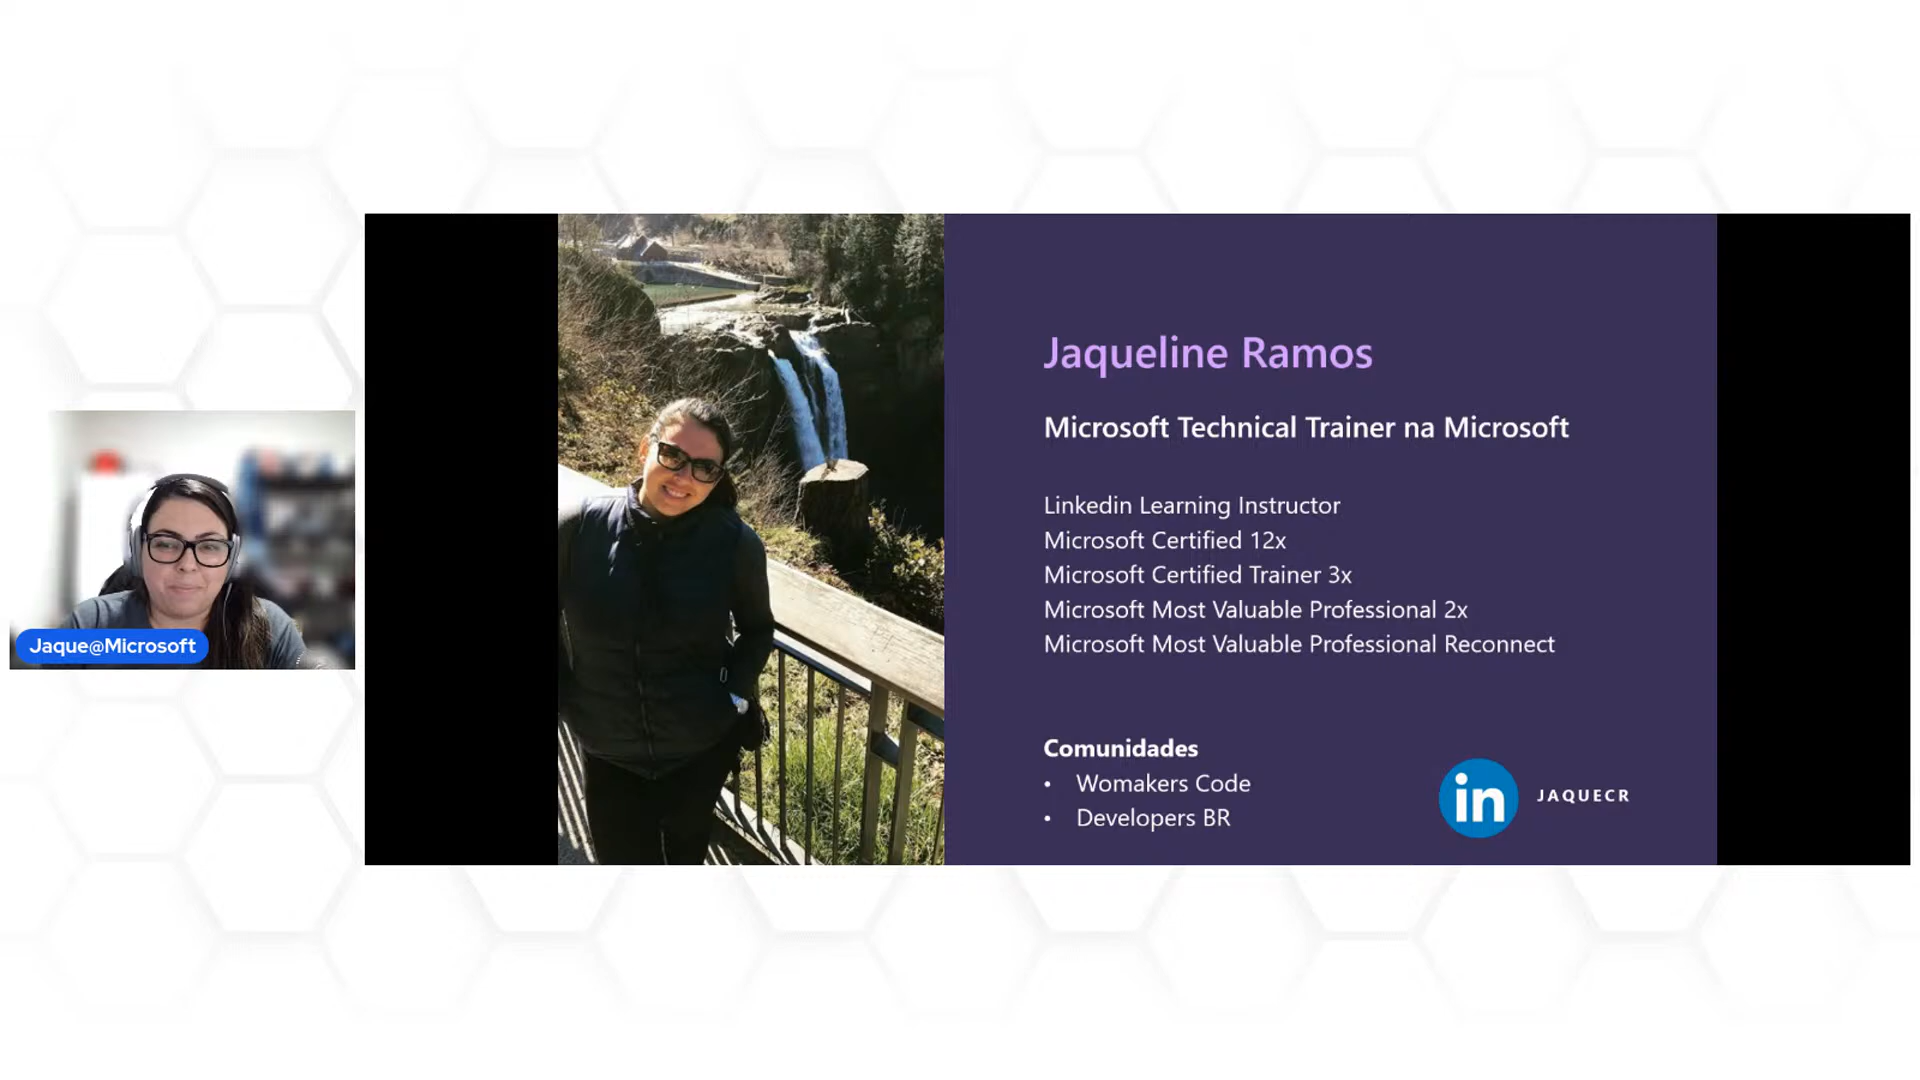 Jaqueline Ramos
Microsoft Technical Trainer na Microsoft
Linkedin Learning Instructor
Microsoft Certified 12x
Microsoft Certified Trainer 3x
Microsoft Most Valuable Professional 2x
Microsoft Most Valuable Professional Reconnect
Comunidades
• Womakers Code
• Developers BR
in JAQUECR
Jaque@Microsoft